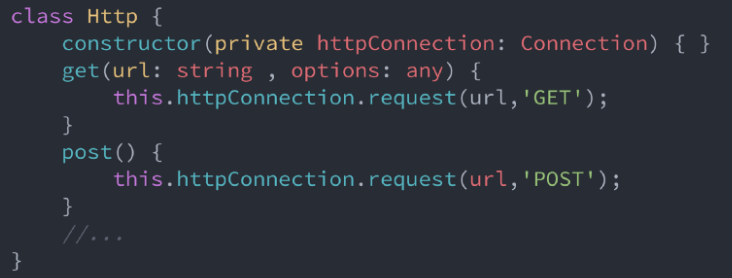 class Http {
    constructor(private httpConnection: Connection) { }
    get(url: string , options: any) {
        this.httpConnection.request(url,'GET');
    }
    post() {
        this.httpConnection.request(url,'POST');
    }
    //...
}